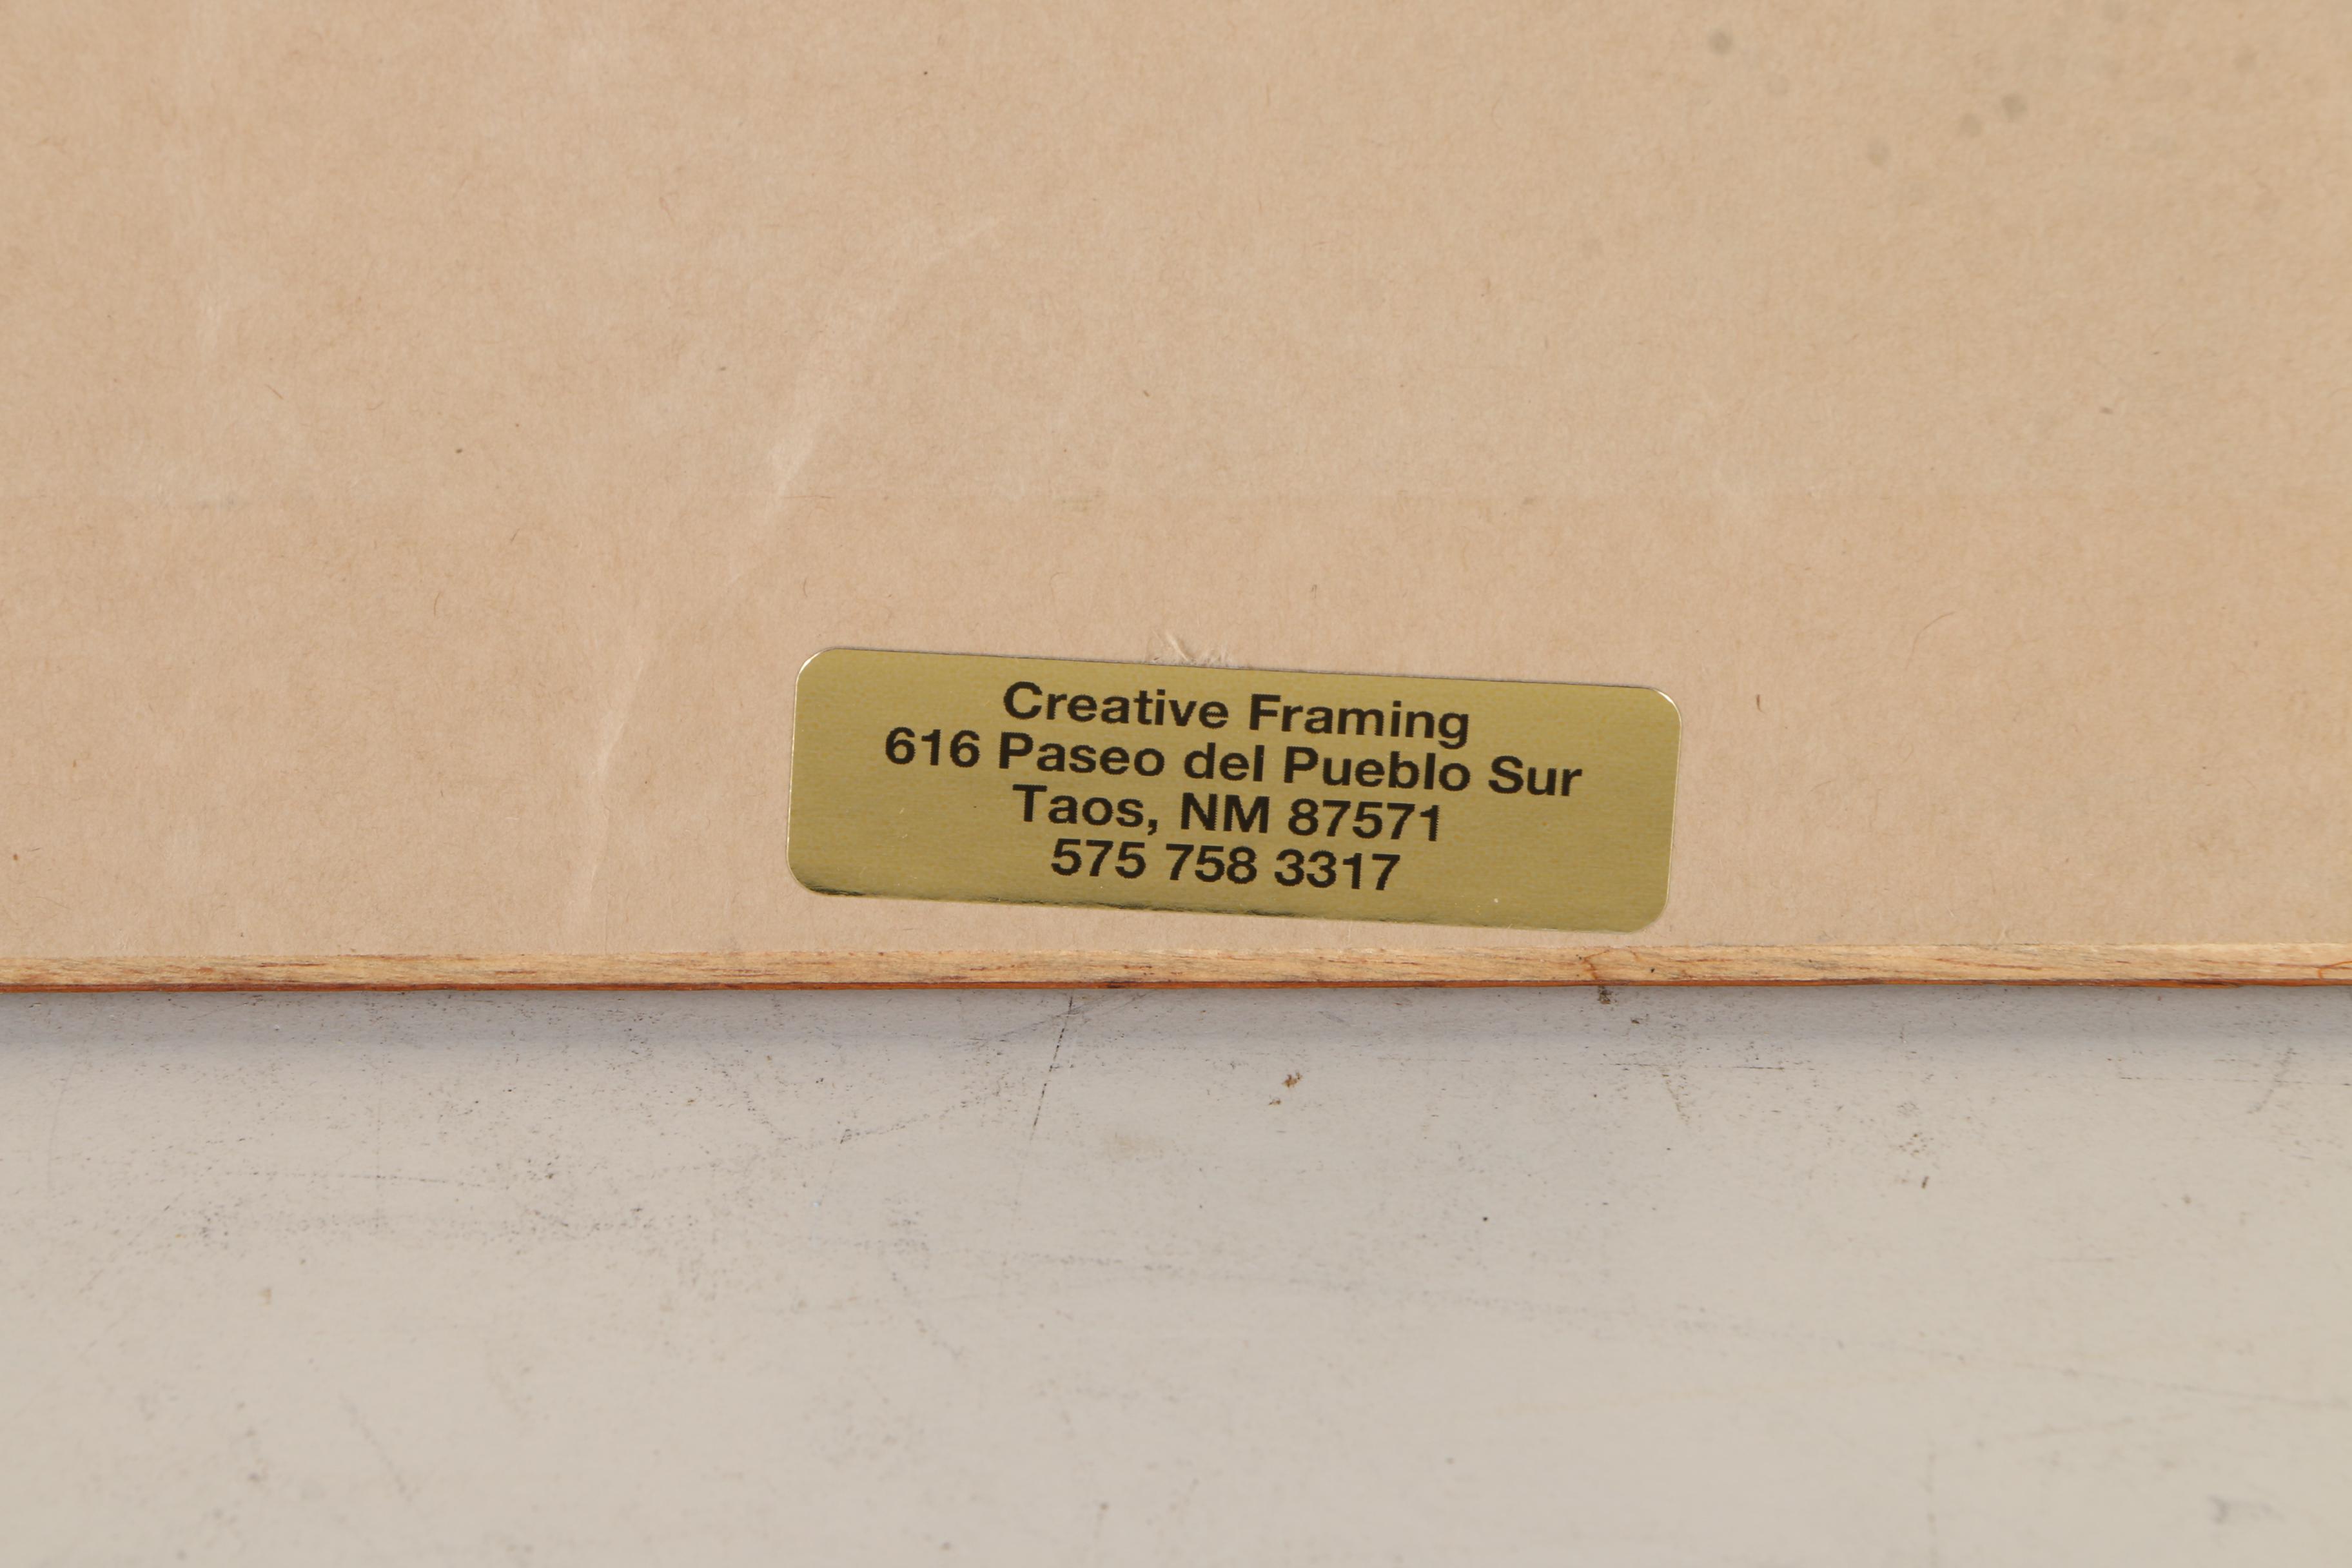 Creative Framing
616 Paseo del Pueblo Sur
Taos, NM 87571
575 758 3317